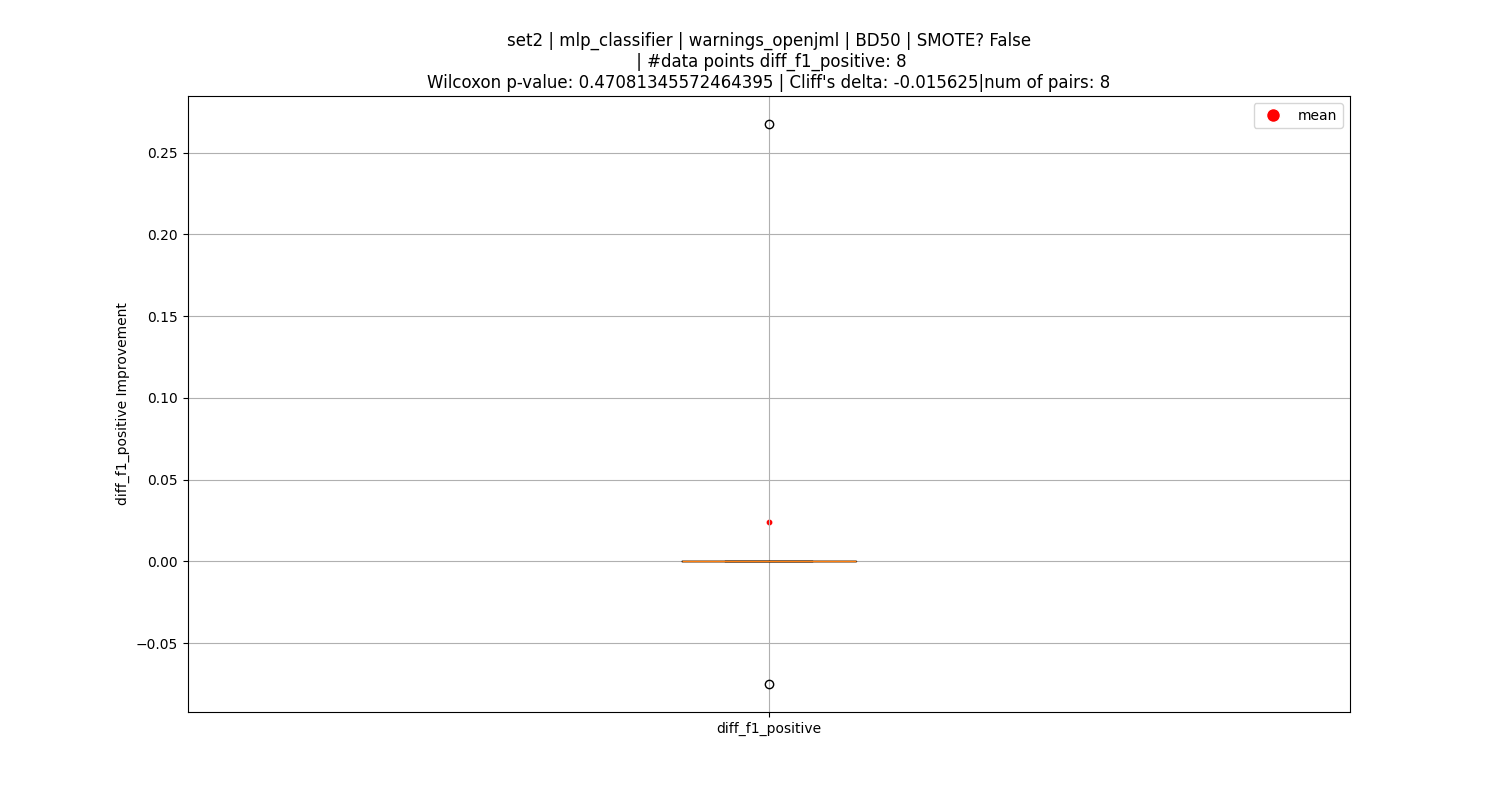 set2 | mlp_classifier | warnings_openjml | BD50 | SMOTE? False
| #data points diff_f1_positive: 8
Wilcoxon p-value: 0.47081345572464395 | Cliff's delta: -0.015625|num of pairs: 8
mean
0.25
0.20
0.15
0.10
0.05
0.00
−0.05
diff_f1_positive Improvement
diff_f1_positive